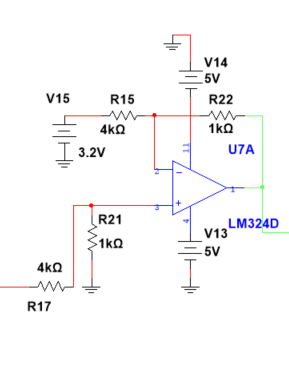 V14
5V
V15
R15
R22
4kΩ
1kΩ
3.2V
U7A
11
2
1
3
4
R21
1kΩ
LM324D
V13
5V
4kΩ
R17